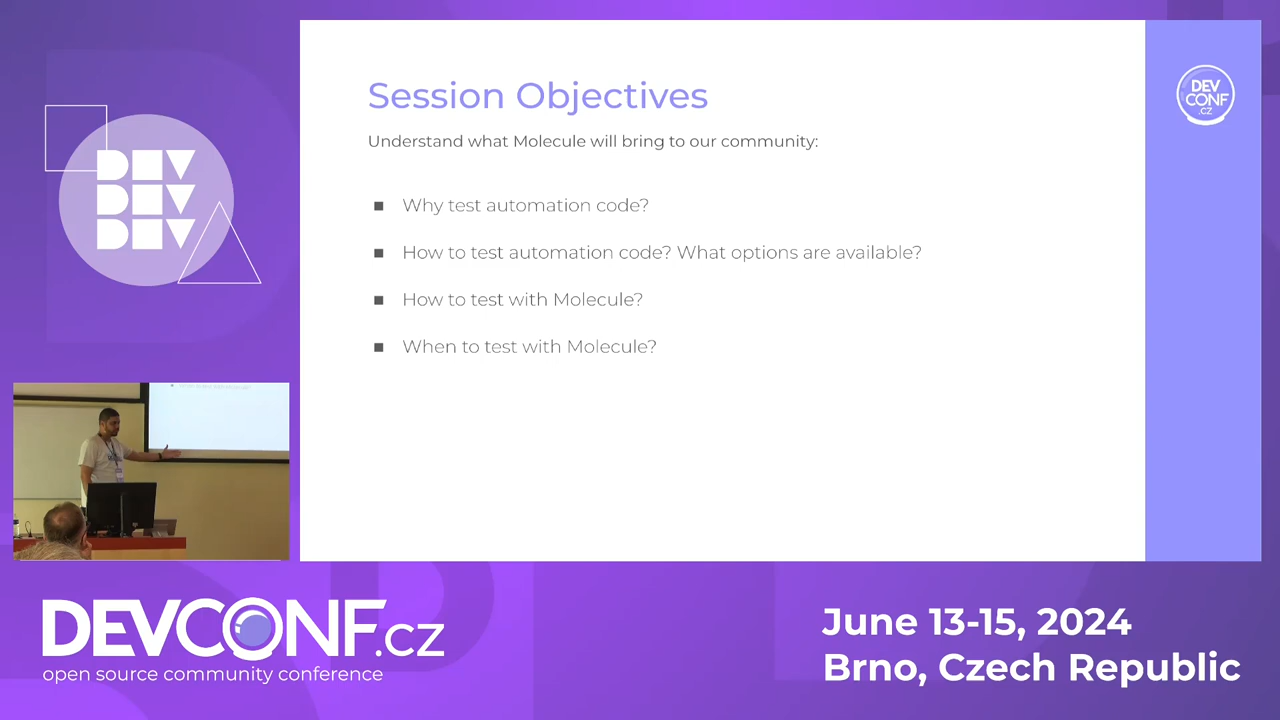 Session Objectives
Understand what Molecule will bring to our community:
■ Why test automation code?
■ How to test automation code? What options are available?
■ How to test with Molecule?
■ When to test with Molecule?
DEV
CONF
.CZ
DEV
DEV
DEV
DEVCONF.cz
open source community conference
June 13-15, 2024
Brno, Czech Republic